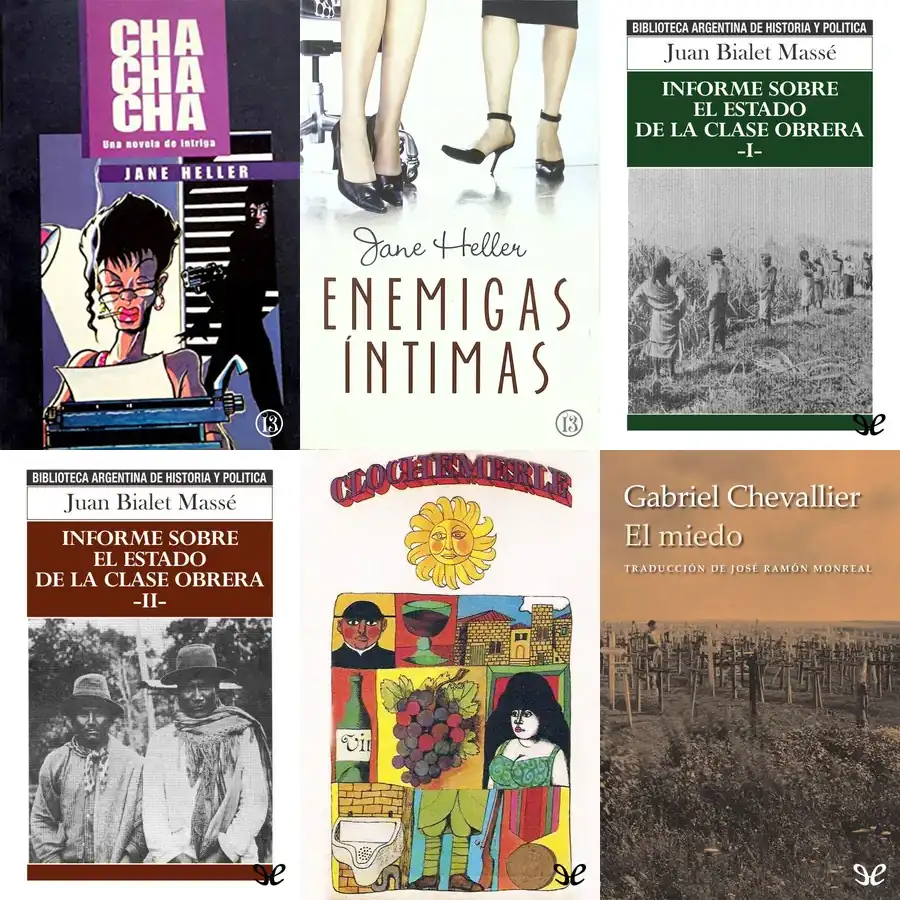 CHA
CHA
CHA
Una novela de intriga
JANE HELLER
13
Jane Heller
ENEMIGAS
ÍNTIMAS
13
BIBLIOTECA ARGENTINA DE HISTORIA Y POLITICA
Juan Bialet Massé
INFORME SOBRE
EL ESTADO
DE LA CLASE OBRERA
-I-
BIBLIOTECA ARGENTINA DE HISTORIA Y POLITICA
Juan Bialet Massé
INFORME SOBRE
EL ESTADO
DE LA CLASE OBRERA
-II-
CLOCHEMERLE
Vin
Gabriel Chevallier
El miedo
TRADUCCIÓN DE JOSÉ RAMÓN MONREAL